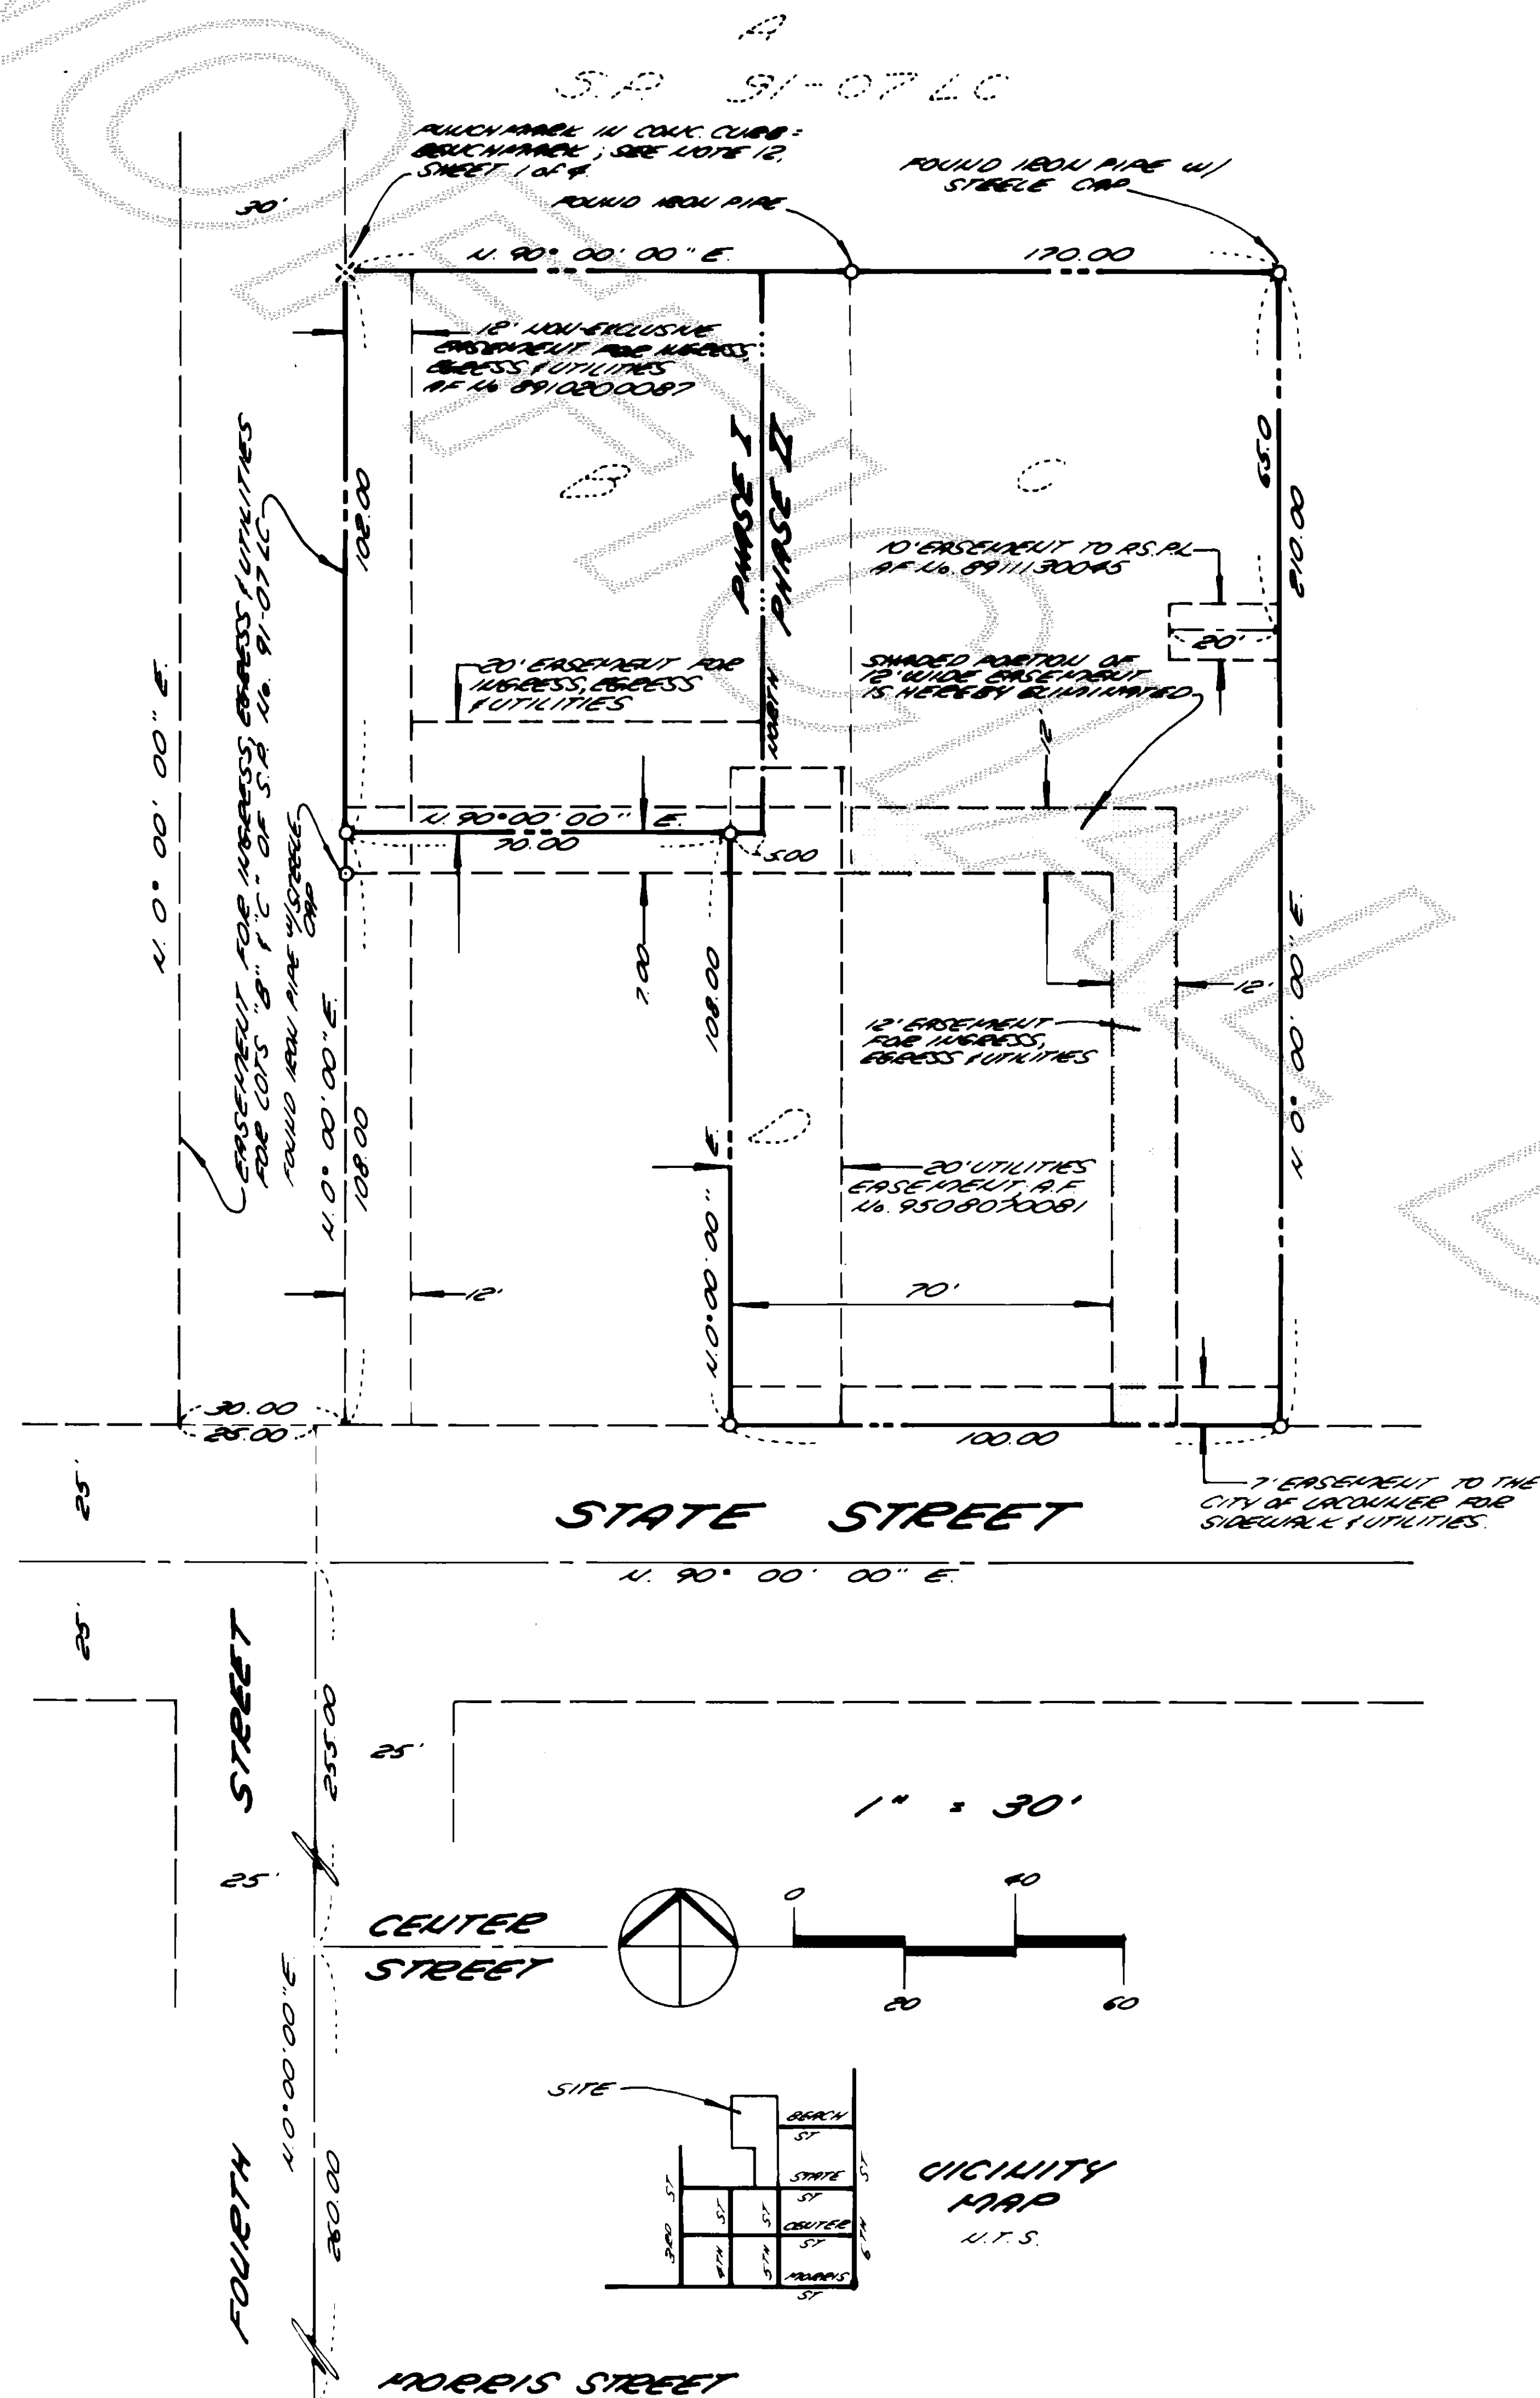 A
S.P. 91-07 LC
PUNCHMARK IN CONC. CURB =
BENCHMARK ; SEE NOTE 12,
SHEET 1 of 4
FOUND IRON PIPE W/
STEELE CAP
FOUND IRON PIPE
30'
N. 90° 00' 00" E.
170.00
12' NON-EXCLUSIVE
EASEMENT FOR INGRESS,
EGRESS & UTILITIES
AF No 8910200087
PHASE I
PHASE II
B
C
102.00
65.0
210.00
10' EASEMENT TO P.S.P.L
AF No. 8911130045
20'
EASEMENT FOR INGRESS, EGRESS & UTILITIES
FOR LOTS "B" & "C" OF S.P. No. 91-07 LC
20' EASEMENT FOR
INGRESS, EGRESS
& UTILITIES
NORTH
SHADED PORTION OF
12' WIDE EASEMENT
IS HEREBY ELIMINATED
12'
N. 0° 00' 00" E.
N. 90° 00' 00" E.
70.00
5.00
FOUND IRON PIPE W/STEELE
CAP
7.00
108.00
12'
N. 0° 00' 00" E.
12' EASEMENT
FOR INGRESS,
EGRESS & UTILITIES
N. 0° 00' 00" E.
108.00
D
20' UTILITIES
EASEMENT, A.F.
No. 9508070081
N. 0° 00' 00" E.
12'
70'
30.00
25.00
100.00
7' EASEMENT TO THE
CITY OF LACONNER FOR
SIDEWALK & UTILITIES.
25'
STATE STREET
N. 90° 00' 00" E.
25'
STREET
255.00
25'
1" = 30'
25'
CENTER
STREET
0
40
20
60
N. 0° 00' 00" E.
SITE
BEACH
ST
STATE
ST
CENTER
ST
MORRIS
ST
3RD ST
4TH ST
5TH ST
6TH ST
VICINITY
MAP
N.T.S.
FOURTH
260.00
MORRIS STREET